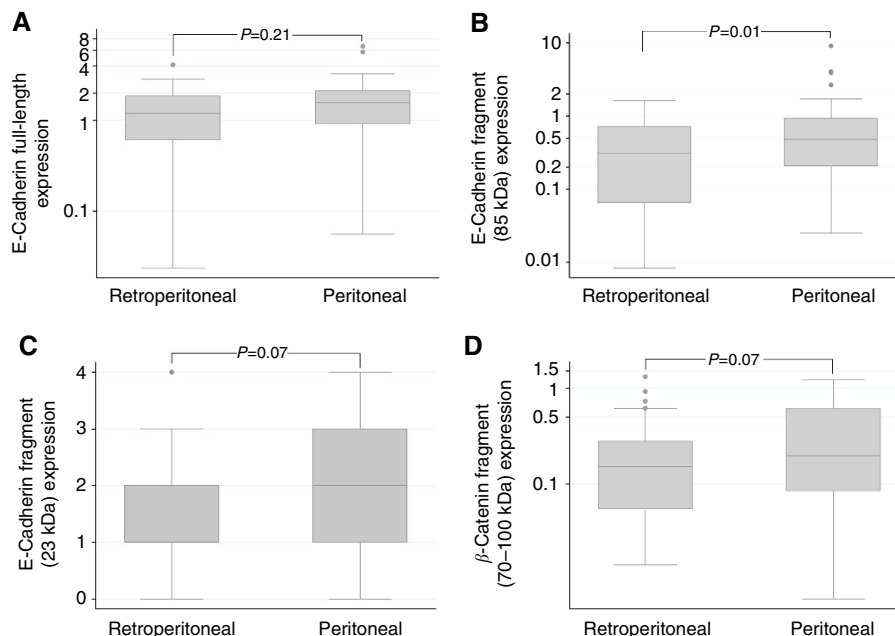 A
P=0.21
E-Cadherin full-length
expression
8
6
4
2
1
0.1
Retroperitoneal
Peritoneal
B
P=0.01
E-Cadherin fragment
(85 kDa) expression
10
2
1
0.5
0.2
0.1
0.01
Retroperitoneal
Peritoneal
C
P=0.07
E-Cadherin fragment
(23 kDa) expression
4
3
2
1
0
Retroperitoneal
Peritoneal
D
P=0.07
β-Catenin fragment
(70–100 kDa) expression
1.5
1
0.5
0.1
Retroperitoneal
Peritoneal